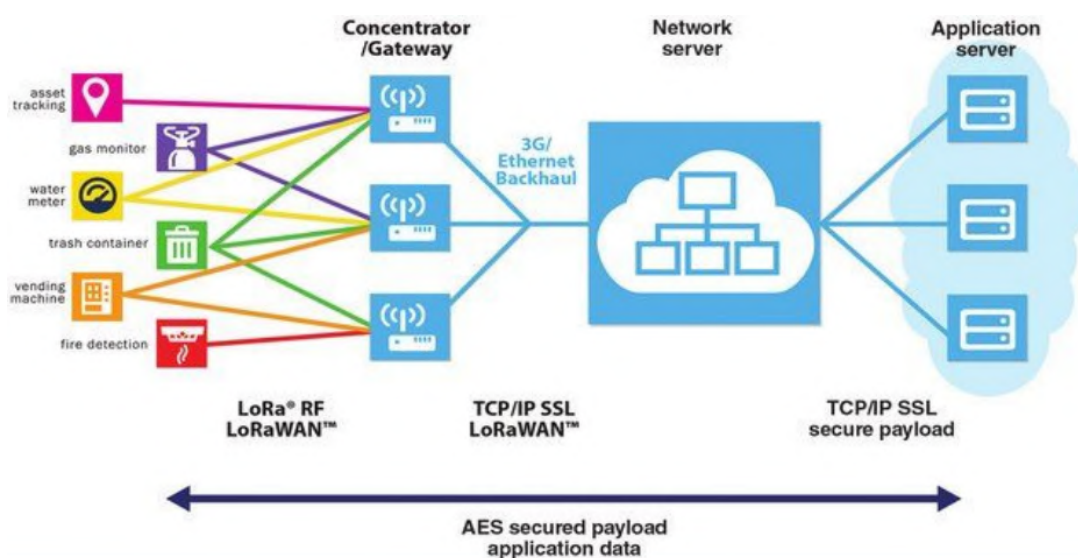 Concentrator
/Gateway
Network
server
Application
server
asset
tracking
gas monitor
water
meter
trash container
vending
machine
fire detection
3G/
Ethernet
Backhaul
LoRa® RF
LoRaWAN™
TCP/IP SSL
LoRaWAN™
TCP/IP SSL
secure payload
AES secured payload
application data